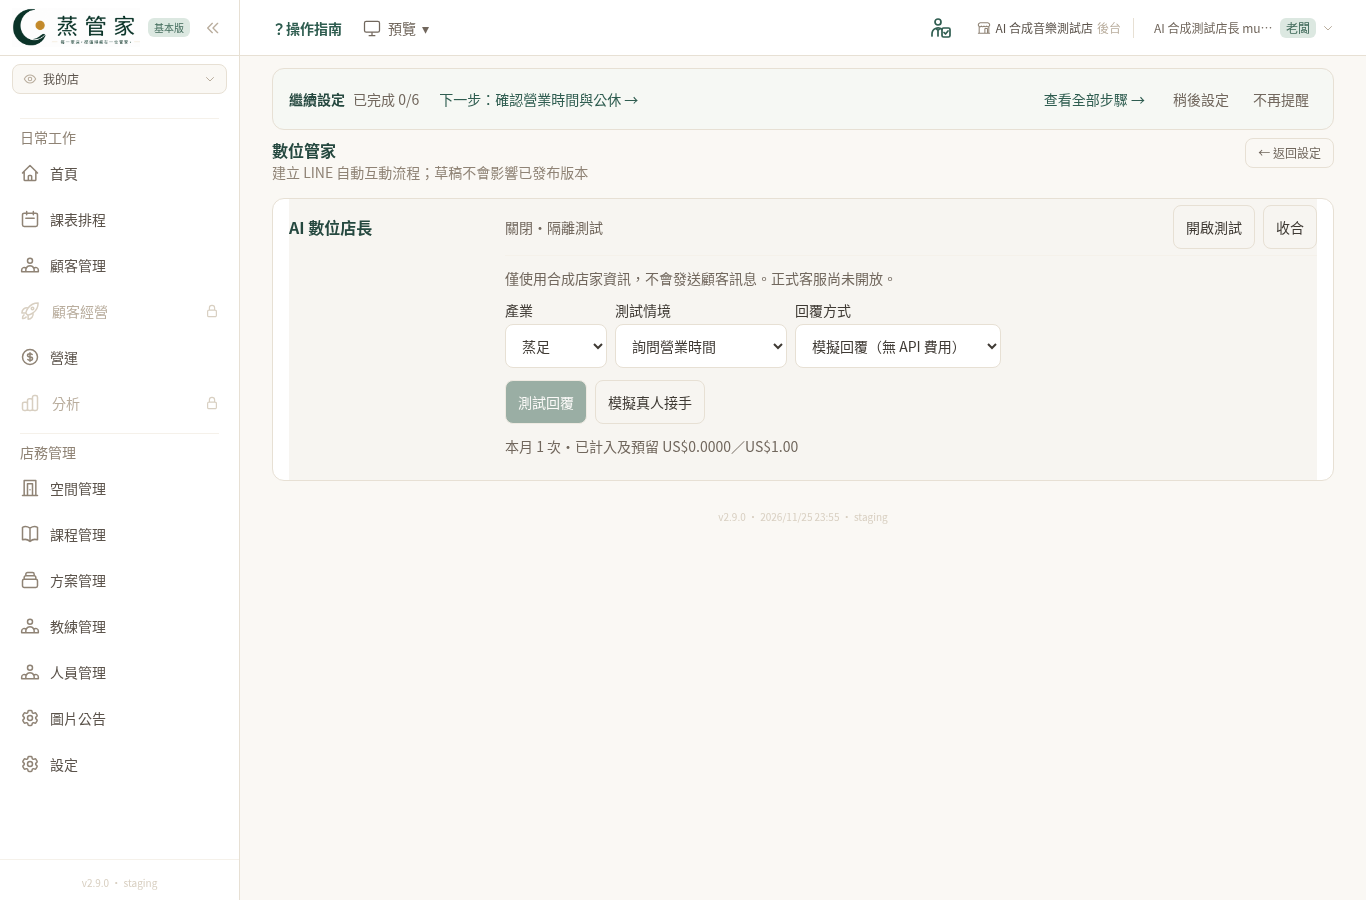 蒸管家
基本版
我的店
日常工作
首頁
課表排程
顧客管理
顧客經營
營運
分析
店務管理
空間管理
課程管理
方案管理
教練管理
人員管理
圖片公告
設定
v2.9.0 · staging
?操作指南 預覽 ▾
AI 合成音樂測試店 後台
AI 合成測試店長 mu⋯ 老闆
繼續設定 已完成 0/6 下一步：確認營業時間與公休 →
查看全部步驟 → 稍後設定 不再提醒
數位管家
建立 LINE 自動互動流程；草稿不會影響已發布版本
← 返回設定
AI 數位店長 關閉・隔離測試 開啟測試 收合
僅使用合成店家資訊，不會發送顧客訊息。正式客服尚未開放。
產業 測試情境 回覆方式
蒸足 詢問營業時間 模擬回覆（無 API 費用）
測試回覆 模擬真人接手
本月 1 次・已計入及預留 US$0.0000／US$1.00
v2.9.0 · 2026/11/25 23:55 · staging